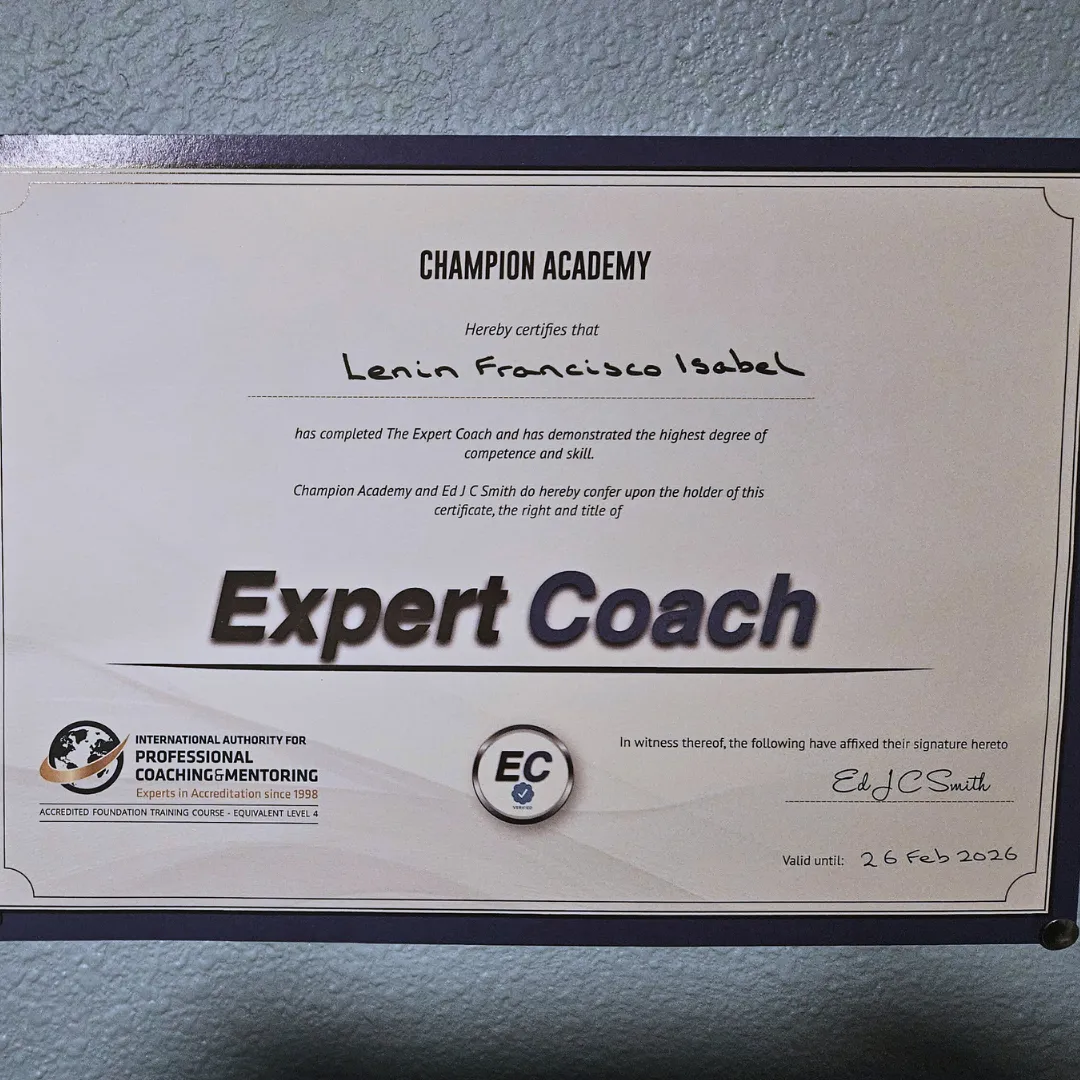 CHAMPION ACADEMY
Hereby certifies that
Lenin Francisco Isabel
has completed The Expert Coach and has demonstrated the highest degree of
competence and skill.
Champion Academy and Ed J C Smith do hereby confer upon the holder of this
certificate, the right and title of
Expert Coach
INTERNATIONAL AUTHORITY FOR
PROFESSIONAL
COACHING&MENTORING
Experts in Accreditation since 1998
ACCREDITED FOUNDATION TRAINING COURSE - EQUIVALENT LEVEL 4
EC
VERIFIED
In witness thereof, the following have affixed their signature hereto
Ed J C Smith
Valid until: 26 Feb 2026